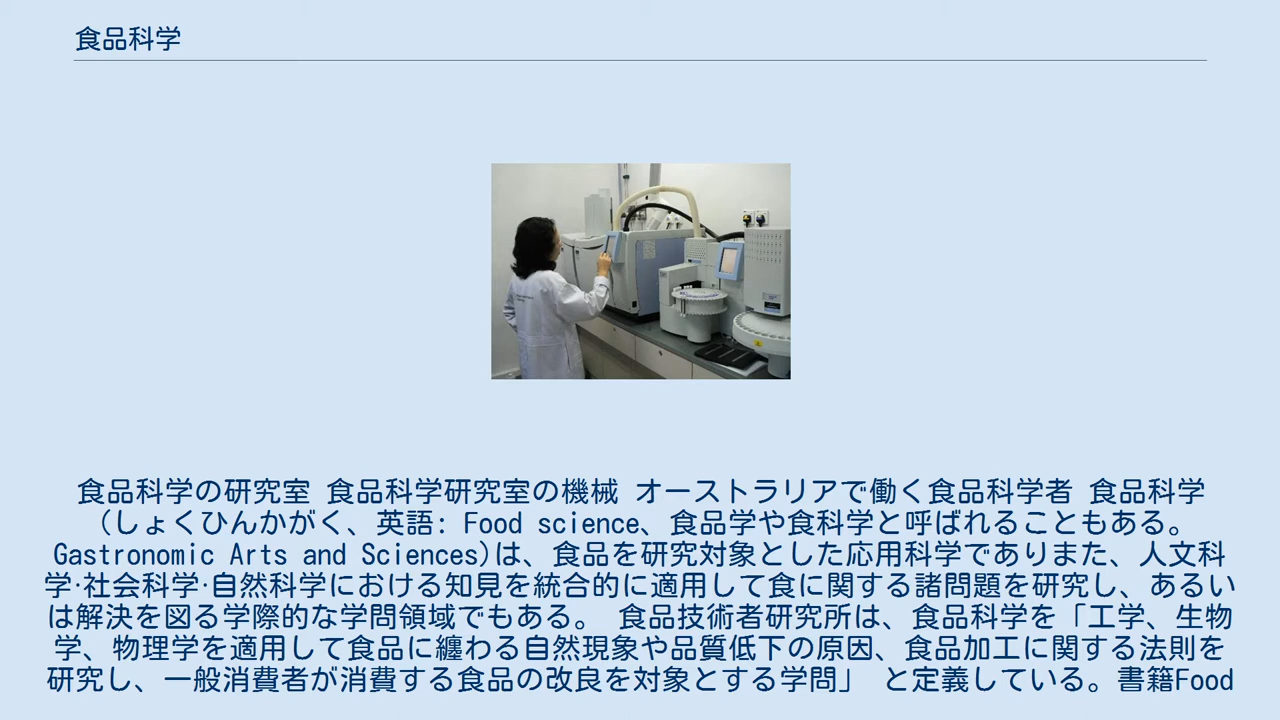 食品科学
食品科学の研究室 食品科学研究室の機械 オーストラリアで働く食品科学者 食品科学
（しょくひんかがく、英語: Food science、食品学や食科学と呼ばれることもある。
Gastronomic Arts and Sciences)は、食品を研究対象とした応用科学でありまた、人文科
学·社会科学·自然科学における知見を統合的に適用して食に関する諸問題を研究し、あるい
は解決を図る学際的な学問領域でもある。 食品技術者研究所は、食品科学を「工学、生物
学、物理学を適用して食品に纏わる自然現象や品質低下の原因、食品加工に関する法則を
研究し、一般消費者が消費する食品の改良を対象とする学問」 と定義している。書籍Food